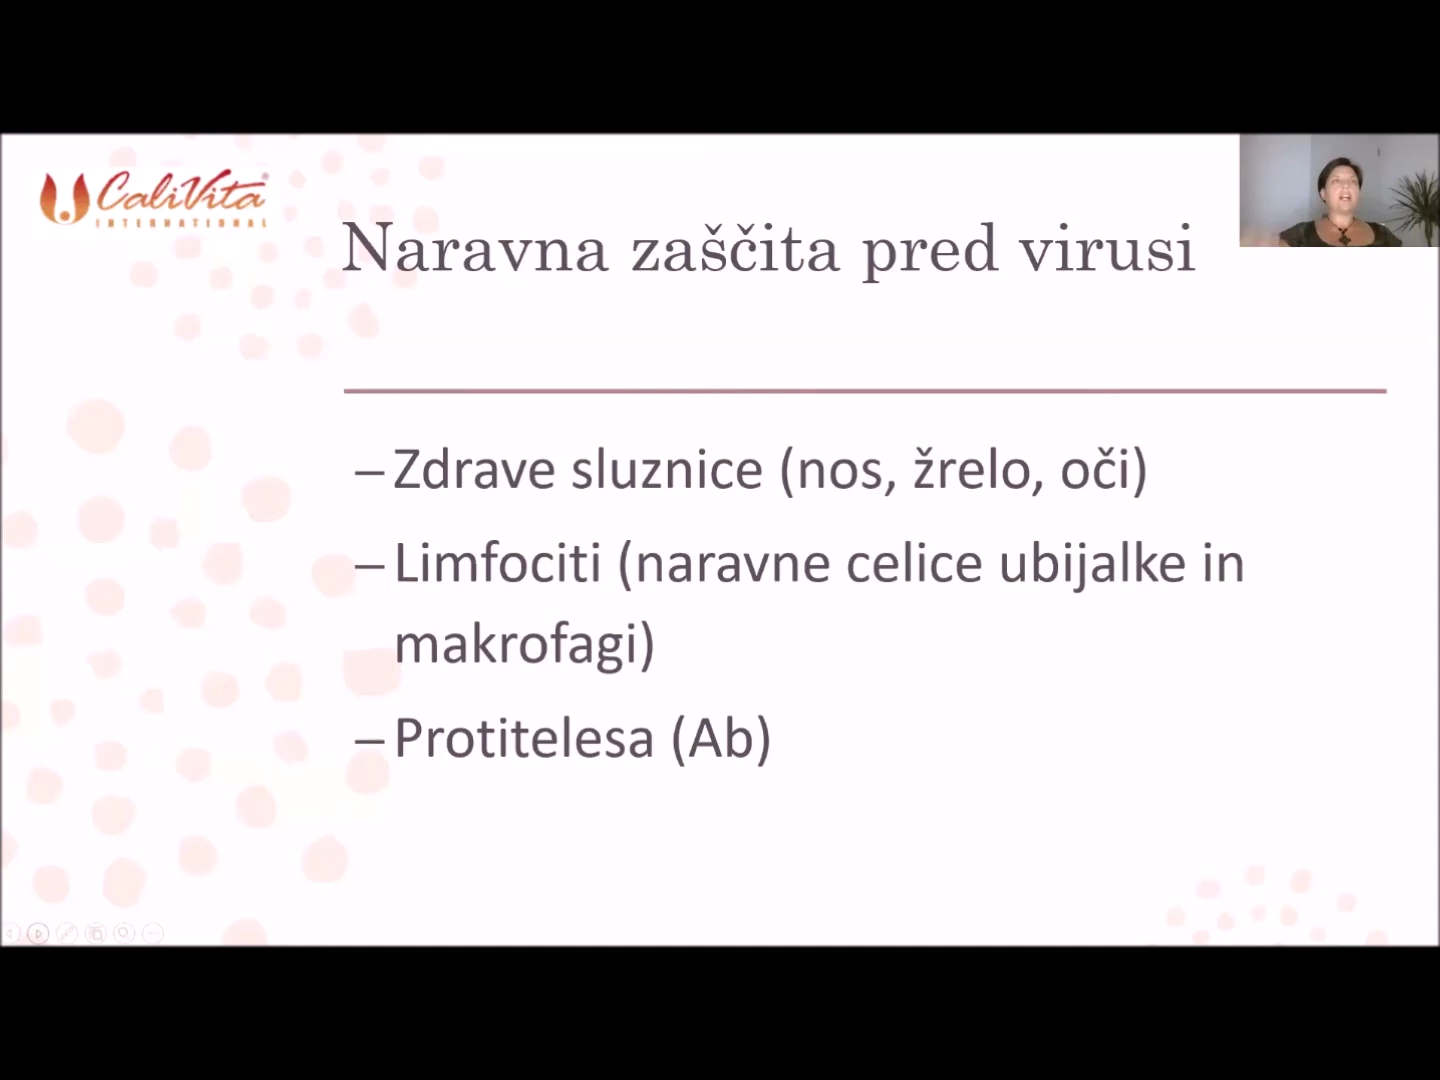 CaliVita®
INTERNATIONAL
Naravna zaščita pred virusi
– Zdrave sluznice (nos, žrelo, oči)
– Limfociti (naravne celice ubijalke in
makrofagi)
– Protitelesa (Ab)